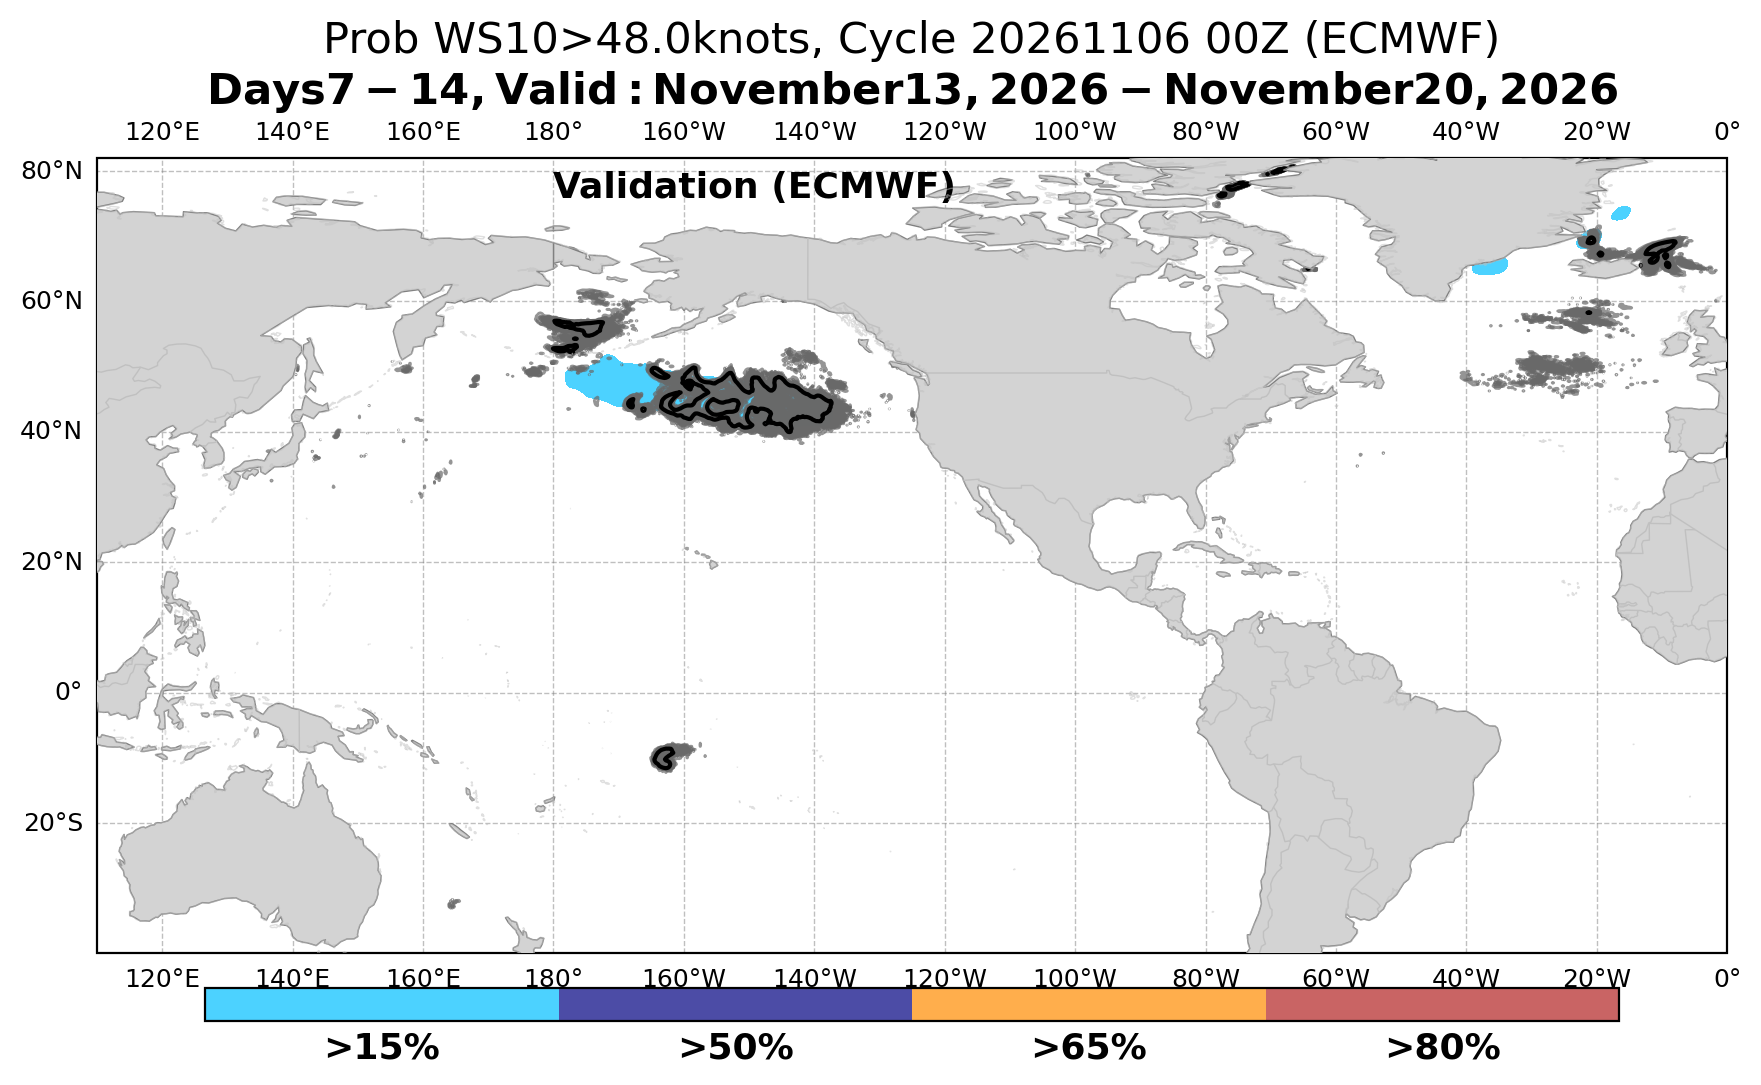 Prob WS10>48.0knots, Cycle 20261106 00Z (ECMWF)
Days7 − 14, Valid : November13, 2026 − November20, 2026
120°E 140°E 160°E 180° 160°W 140°W 120°W 100°W 80°W 60°W 40°W 20°W 0°
80°N
Validation (ECMWF)
60°N
40°N
20°N
0°
20°S
120°E 140°E 160°E 180° 160°W 140°W 120°W 100°W 80°W 60°W 40°W 20°W 0°
>15% >50% >65% >80%